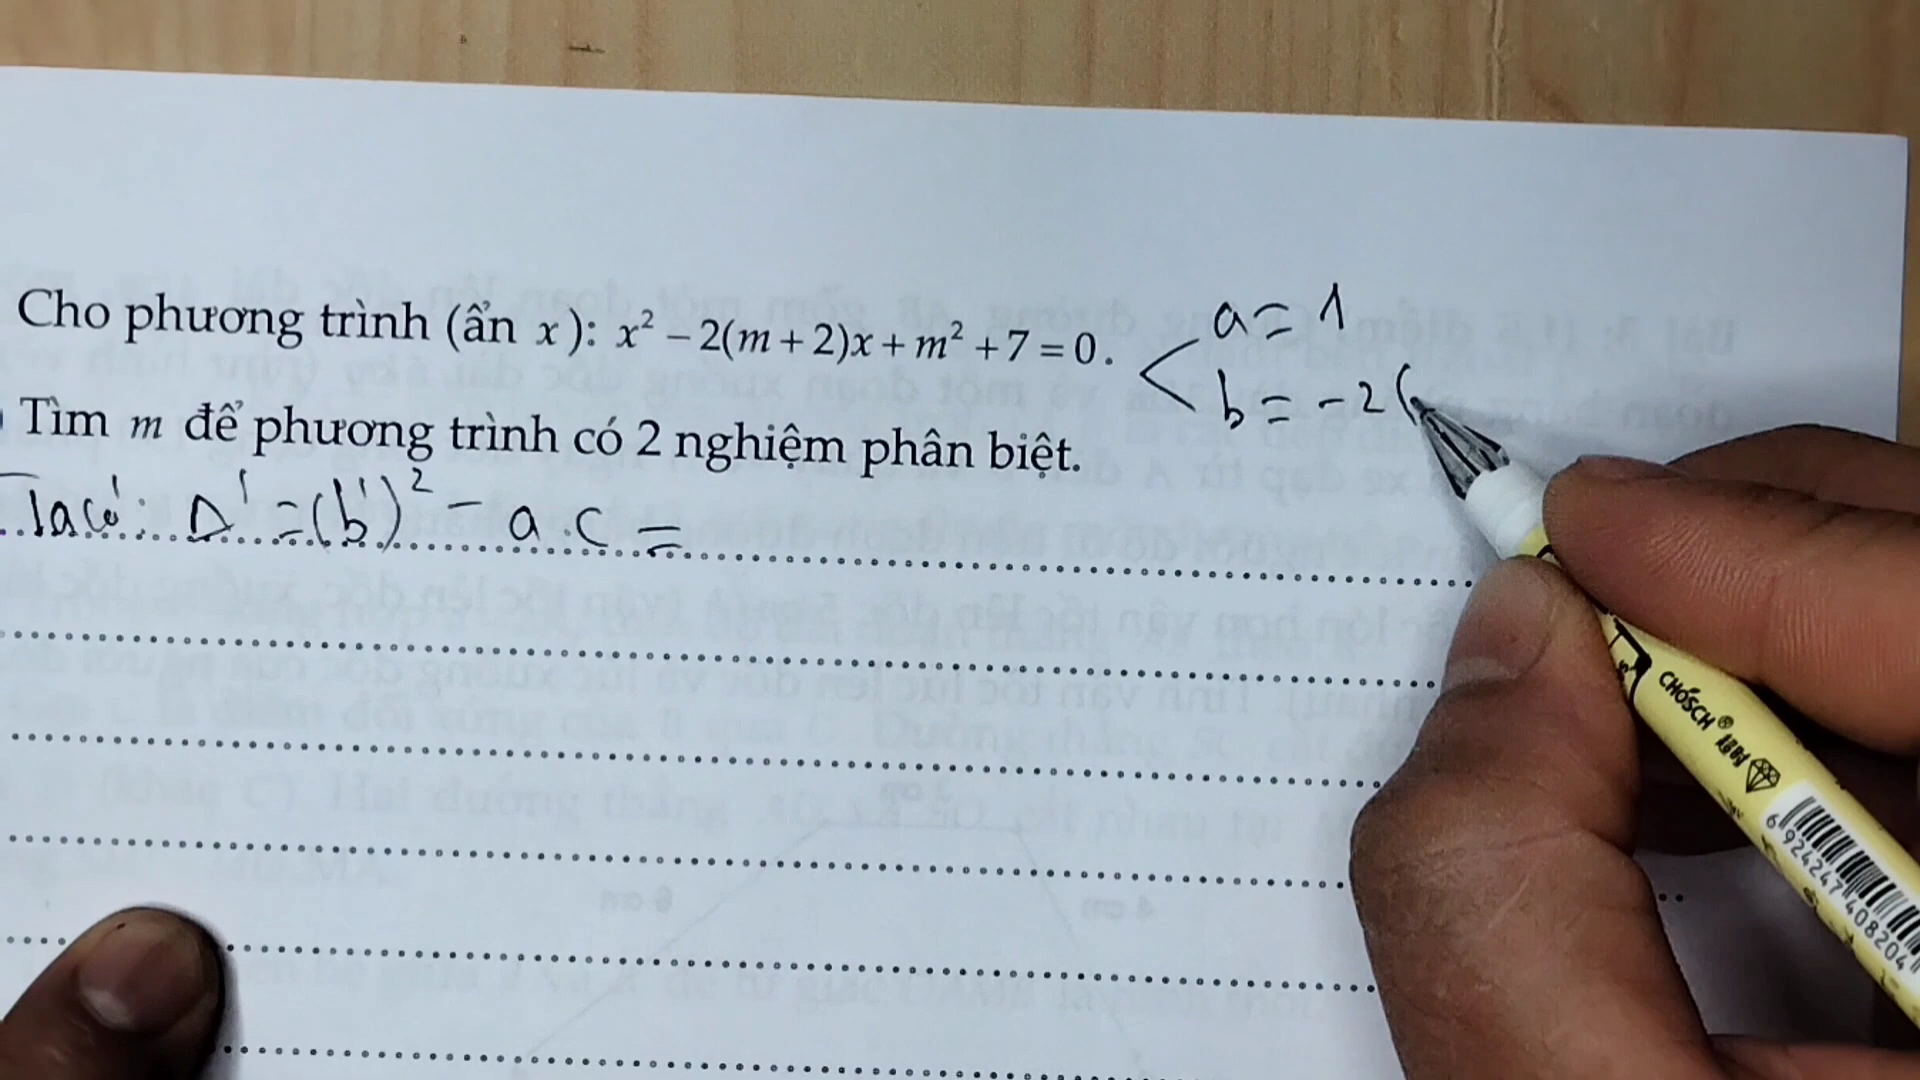 Cho phương trình (ẩn x): x² − 2(m + 2)x + m² + 7 = 0.
a = 1
b = −2(
Tìm m để phương trình có 2 nghiệm phân biệt.
Ta có: Δ' = (b')² − a.c =
CHOSCH®
6924247408204